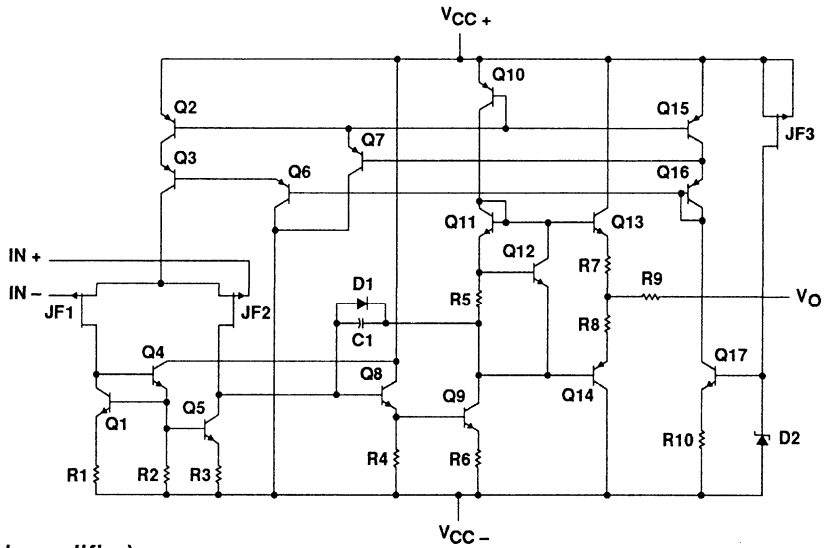 VCC+
Q10
Q2
Q15
JF3
Q7
Q3
Q6
Q16
Q11
Q13
Q12
IN +
R7
R9
D1
IN –
VO
R5
JF1
JF2
R8
C1
Q4
Q17
Q8
Q9
Q14
Q5
Q1
D2
R10
R1
R2
R3
R4
R6
VCC –